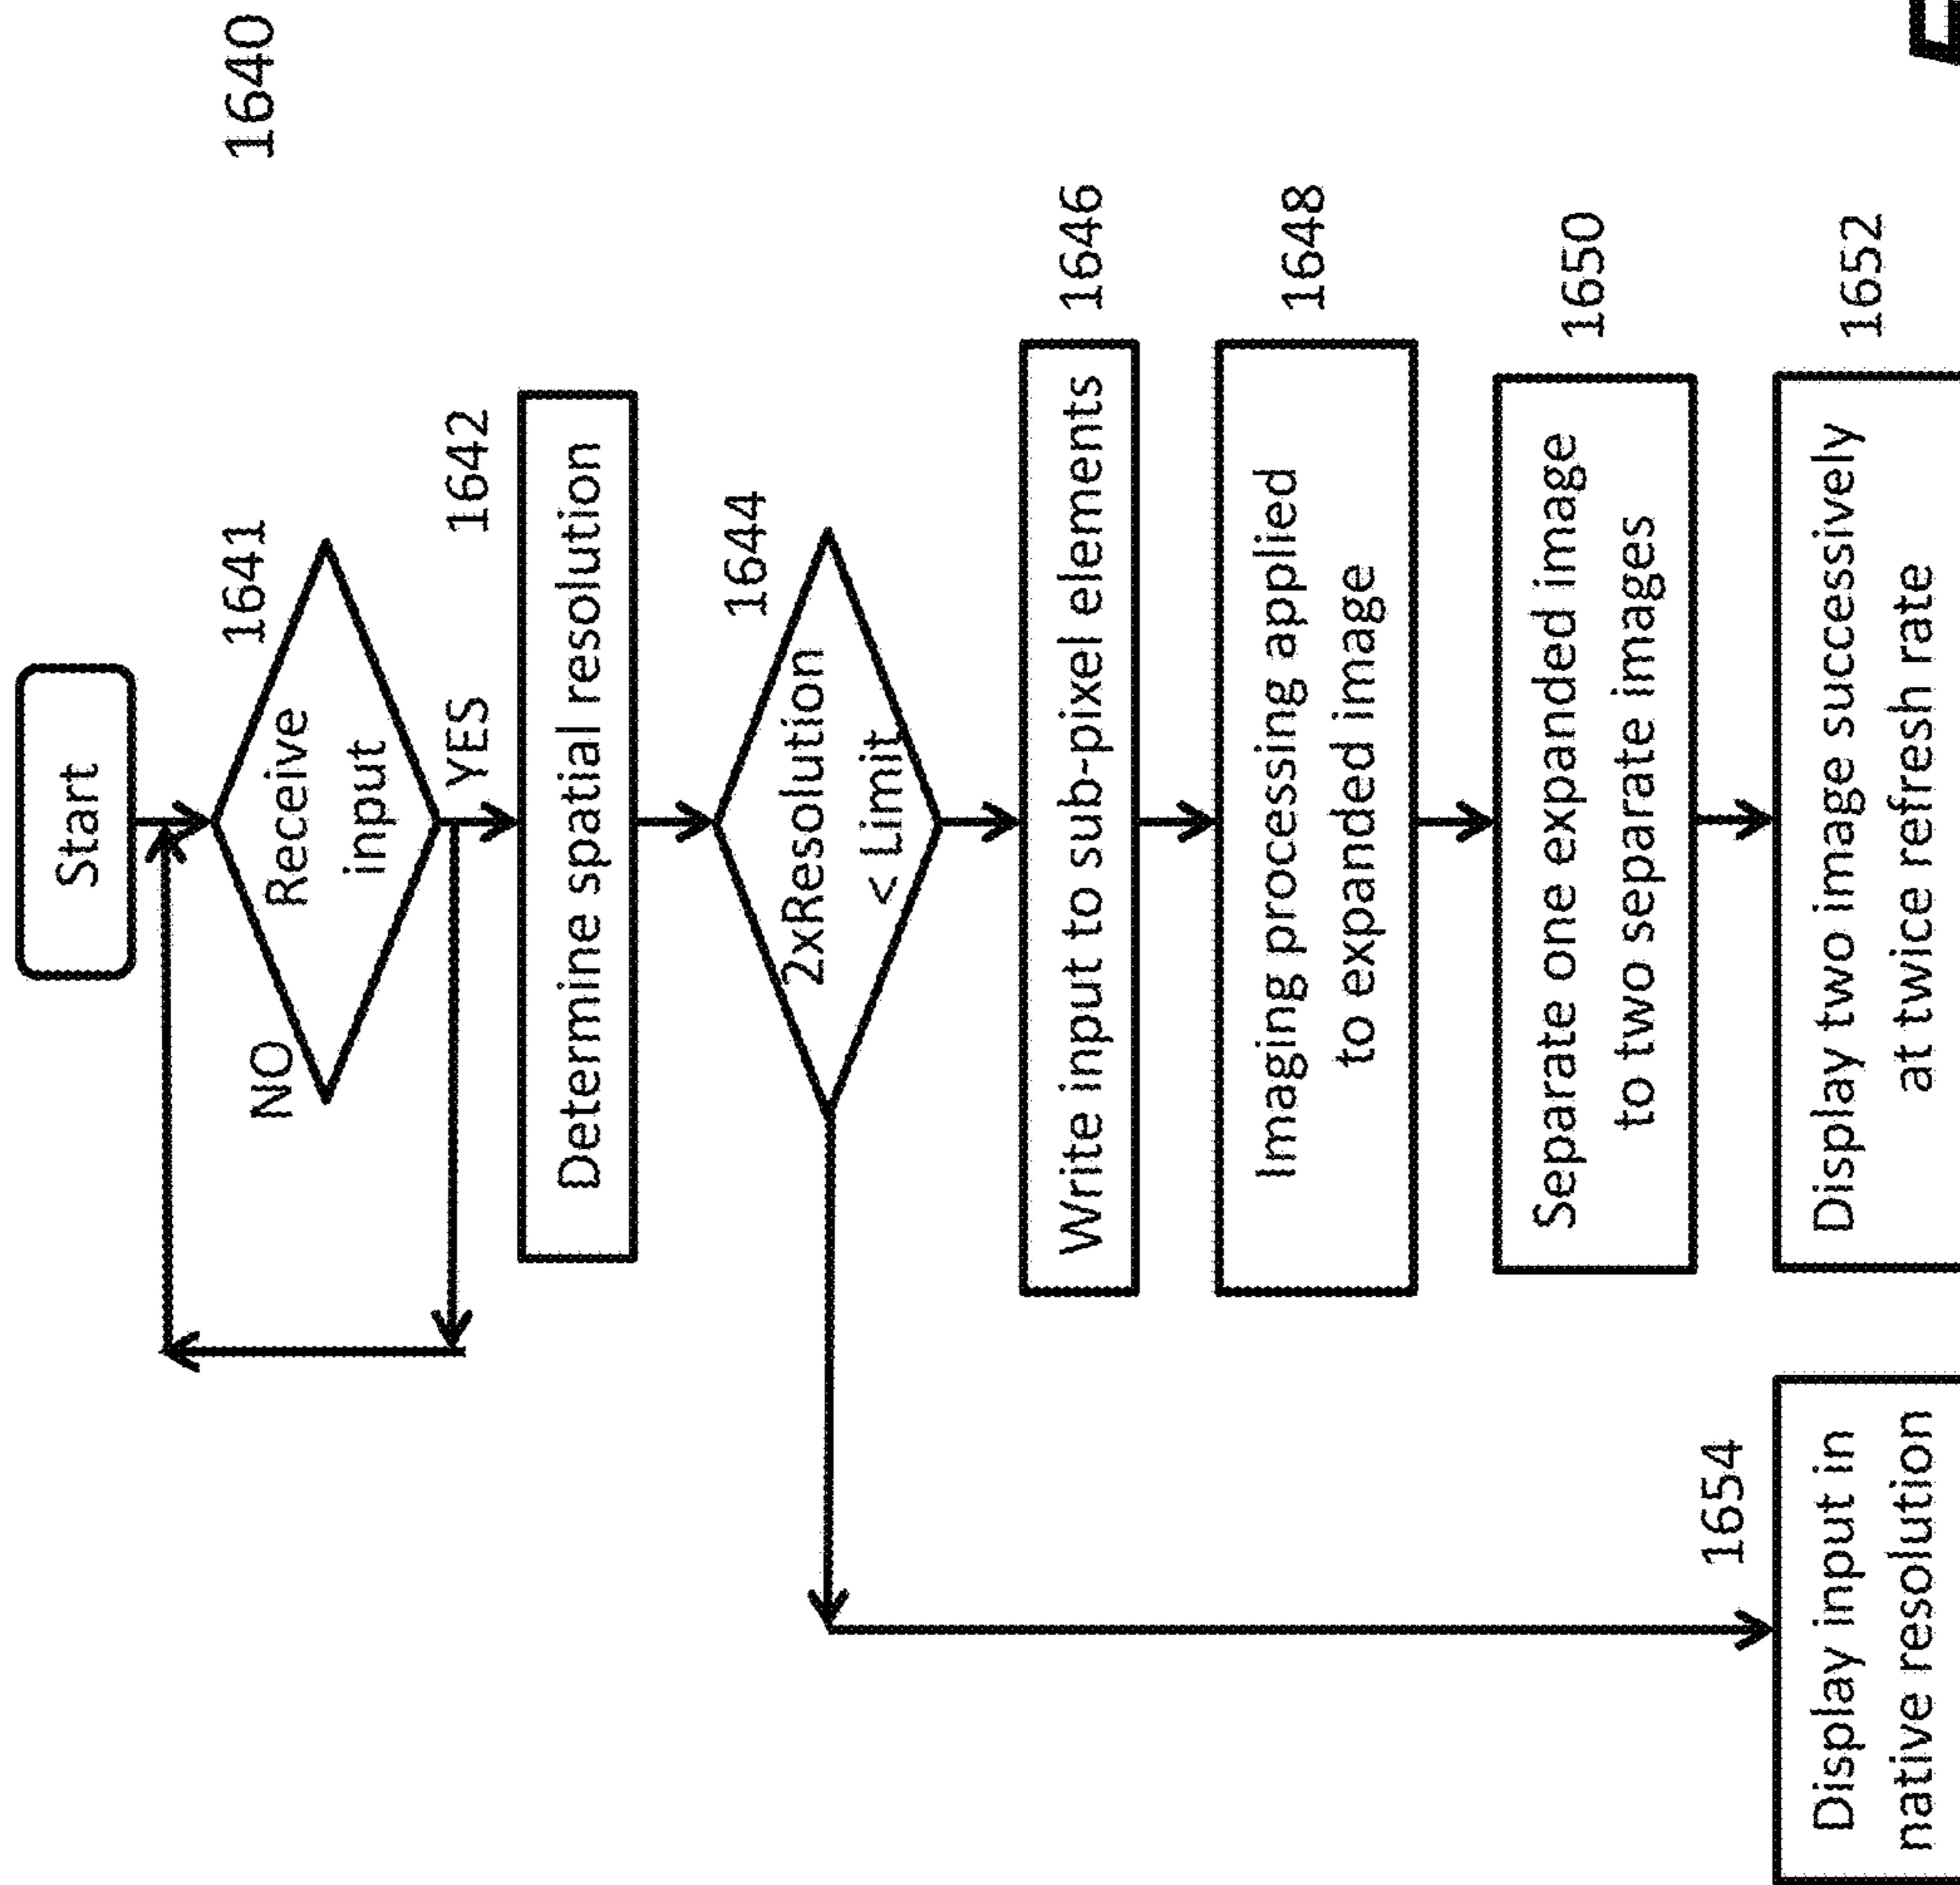 1640
Start
1641
Receive
input
NO
YES
1642
Determine spatial resolution
1644
2xResolution
< Limit
1646
Write input to sub-pixel elements
1648
Imaging processing applied
to expanded image
1650
Separate one expanded image
to two separate images
1652
Display two image successively
at twice refresh rate
1654
Display input in
native resolution